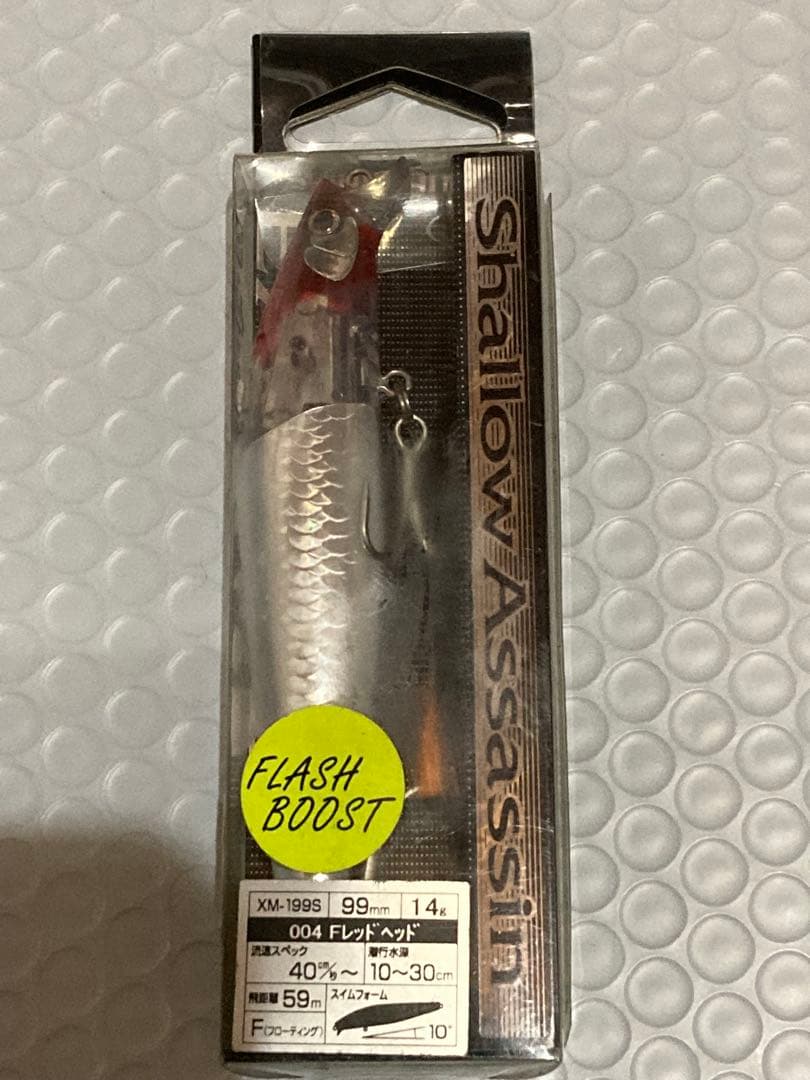 Shallow Assassin
FLASH
BOOST
XM-199S 99mm 14g
004 Fレッドヘッド
流速スペック 潜行水深
40cm/秒〜 10〜30cm
飛距離 59m スイムフォーム
F(フローティング) 10°